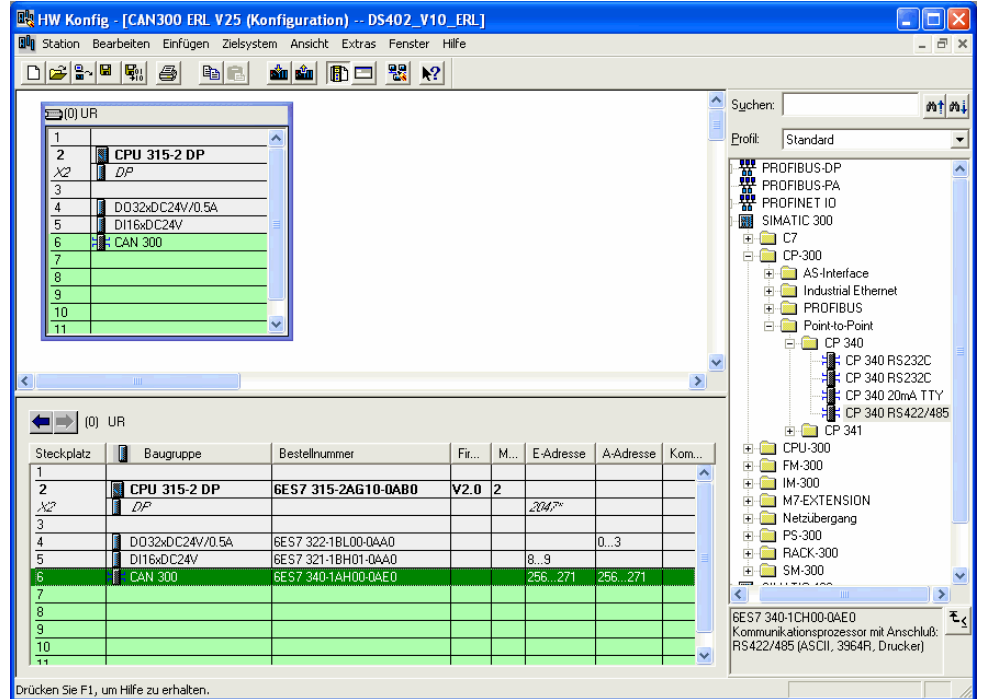 HW Konfig - [CAN300 ERL V25 (Konfiguration) -- DS402_V10_ERL]
Station Bearbeiten Einfügen Zielsystem Ansicht Extras Fenster Hilfe
(0) UR
1
2 CPU 315-2 DP
X2 DP
3
4 DO32xDC24V/0.5A
5 DI16xDC24V
6 CAN 300
7
8
9
10
11
Suchen:
Profil: Standard
PROFIBUS-DP
PROFIBUS-PA
PROFINET IO
SIMATIC 300
C7
CP-300
AS-Interface
Industrial Ethernet
PROFIBUS
Point-to-Point
CP 340
CP 340 RS232C
CP 340 RS232C
CP 340 20mA TTY
CP 340 RS422/485
CP 341
CPU-300
FM-300
IM-300
M7-EXTENSION
Netzübergang
PS-300
RACK-300
SM-300
(0) UR
Steckplatz Baugruppe Bestellnummer Fir... M... E-Adresse A-Adresse Kom...
1
2 CPU 315-2 DP 6ES7 315-2AG10-0AB0 V2.0 2
X2 DP 2047*
3
4 DO32xDC24V/0.5A 6ES7 322-1BL00-0AA0 0...3
5 DI16xDC24V 6ES7 321-1BH01-0AA0 8...9
6 CAN 300 6ES7 340-1AH00-0AE0 256...271 256...271
7
8
9
10
11
6ES7 340-1CH00-0AE0
Kommunikationsprozessor mit Anschluß:
RS422/485 (ASCII, 3964R, Drucker)
Drücken Sie F1, um Hilfe zu erhalten.